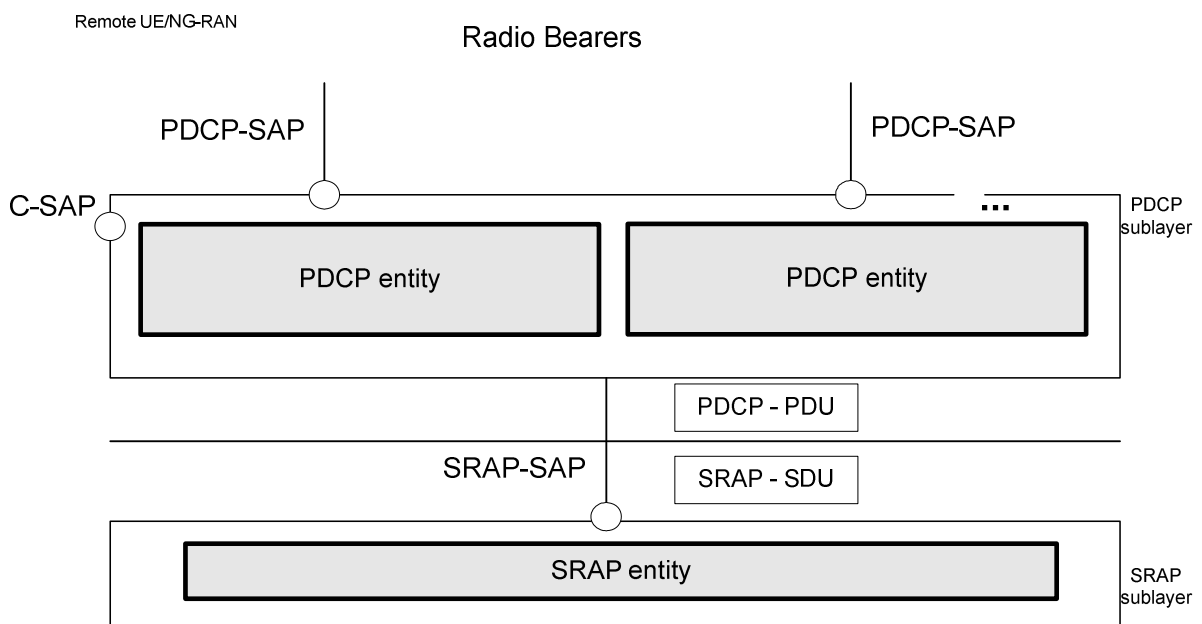 Remote UE/NG-RAN
Radio Bearers
PDCP-SAP
PDCP-SAP
C-SAP
...
PDCP
sublayer
PDCP entity
PDCP entity
PDCP - PDU
SRAP-SAP
SRAP - SDU
SRAP entity
SRAP
sublayer